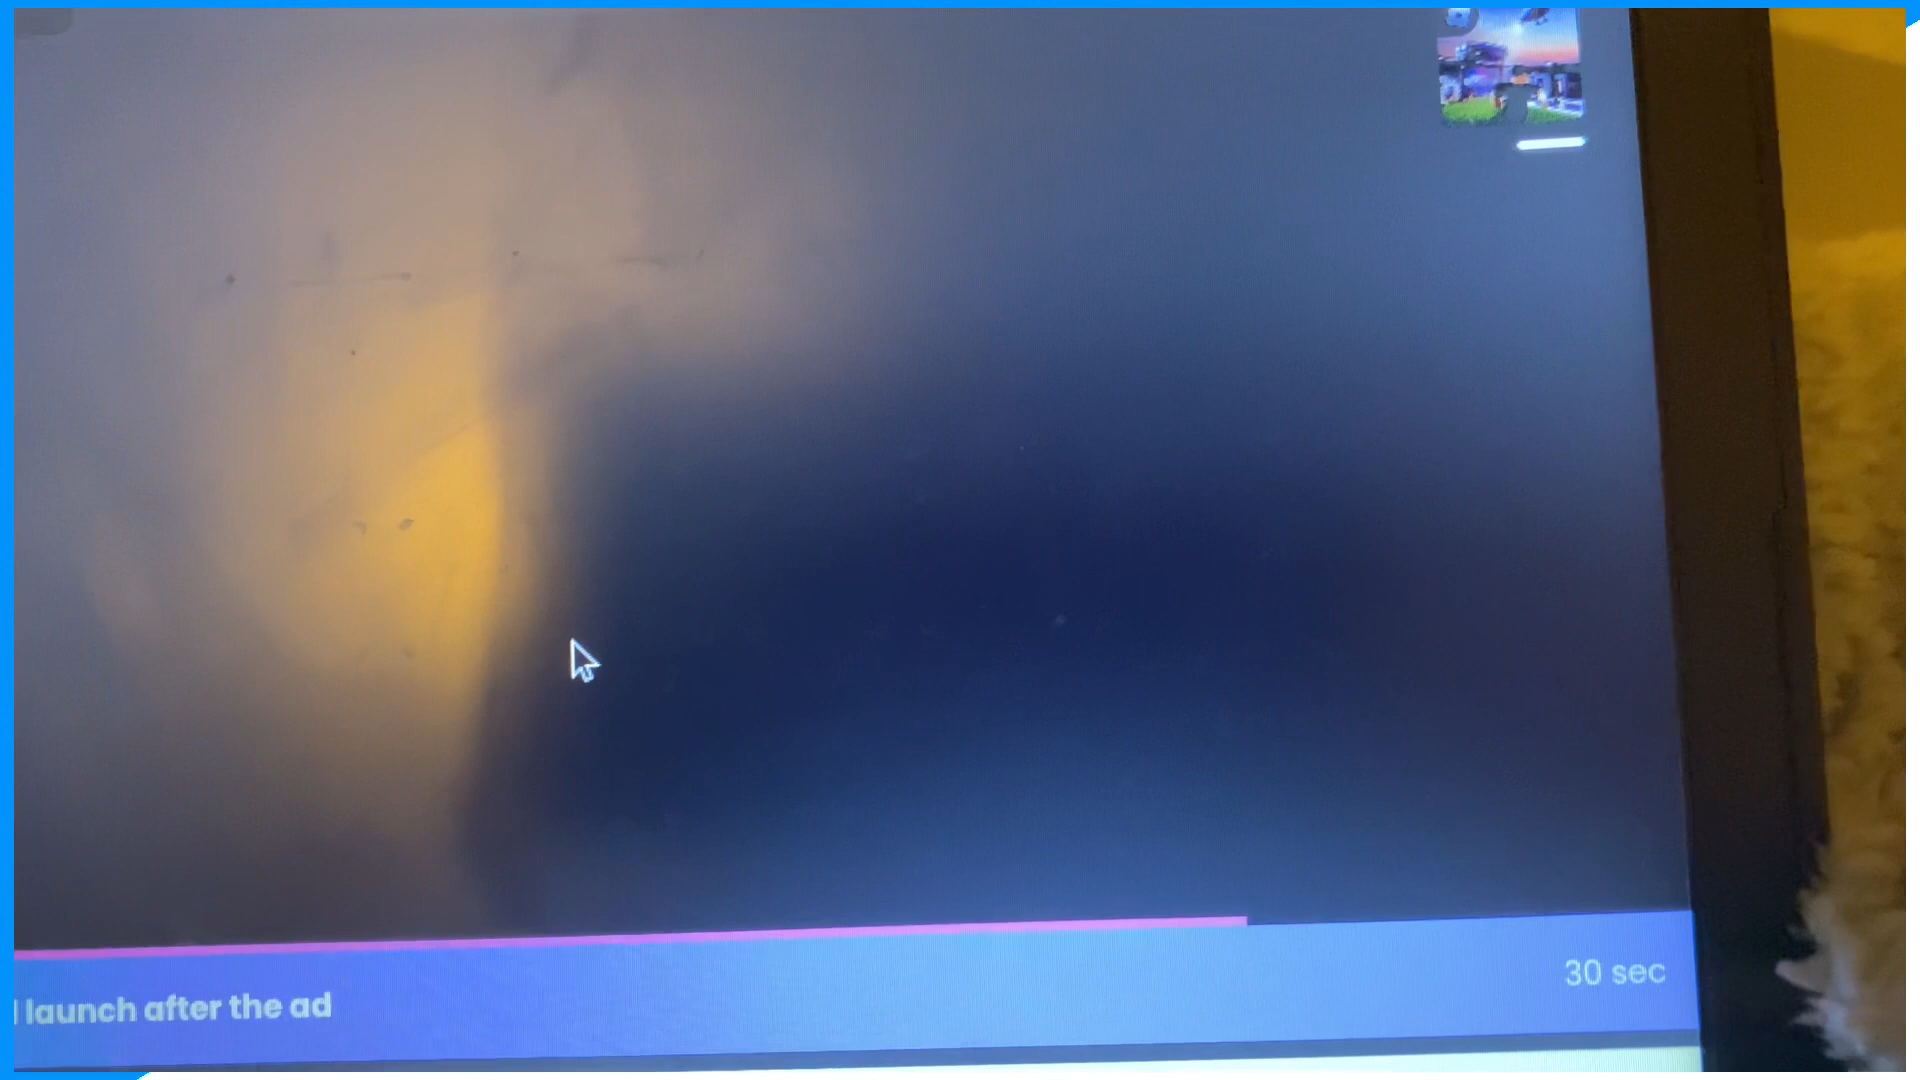 launch after the ad
30 sec